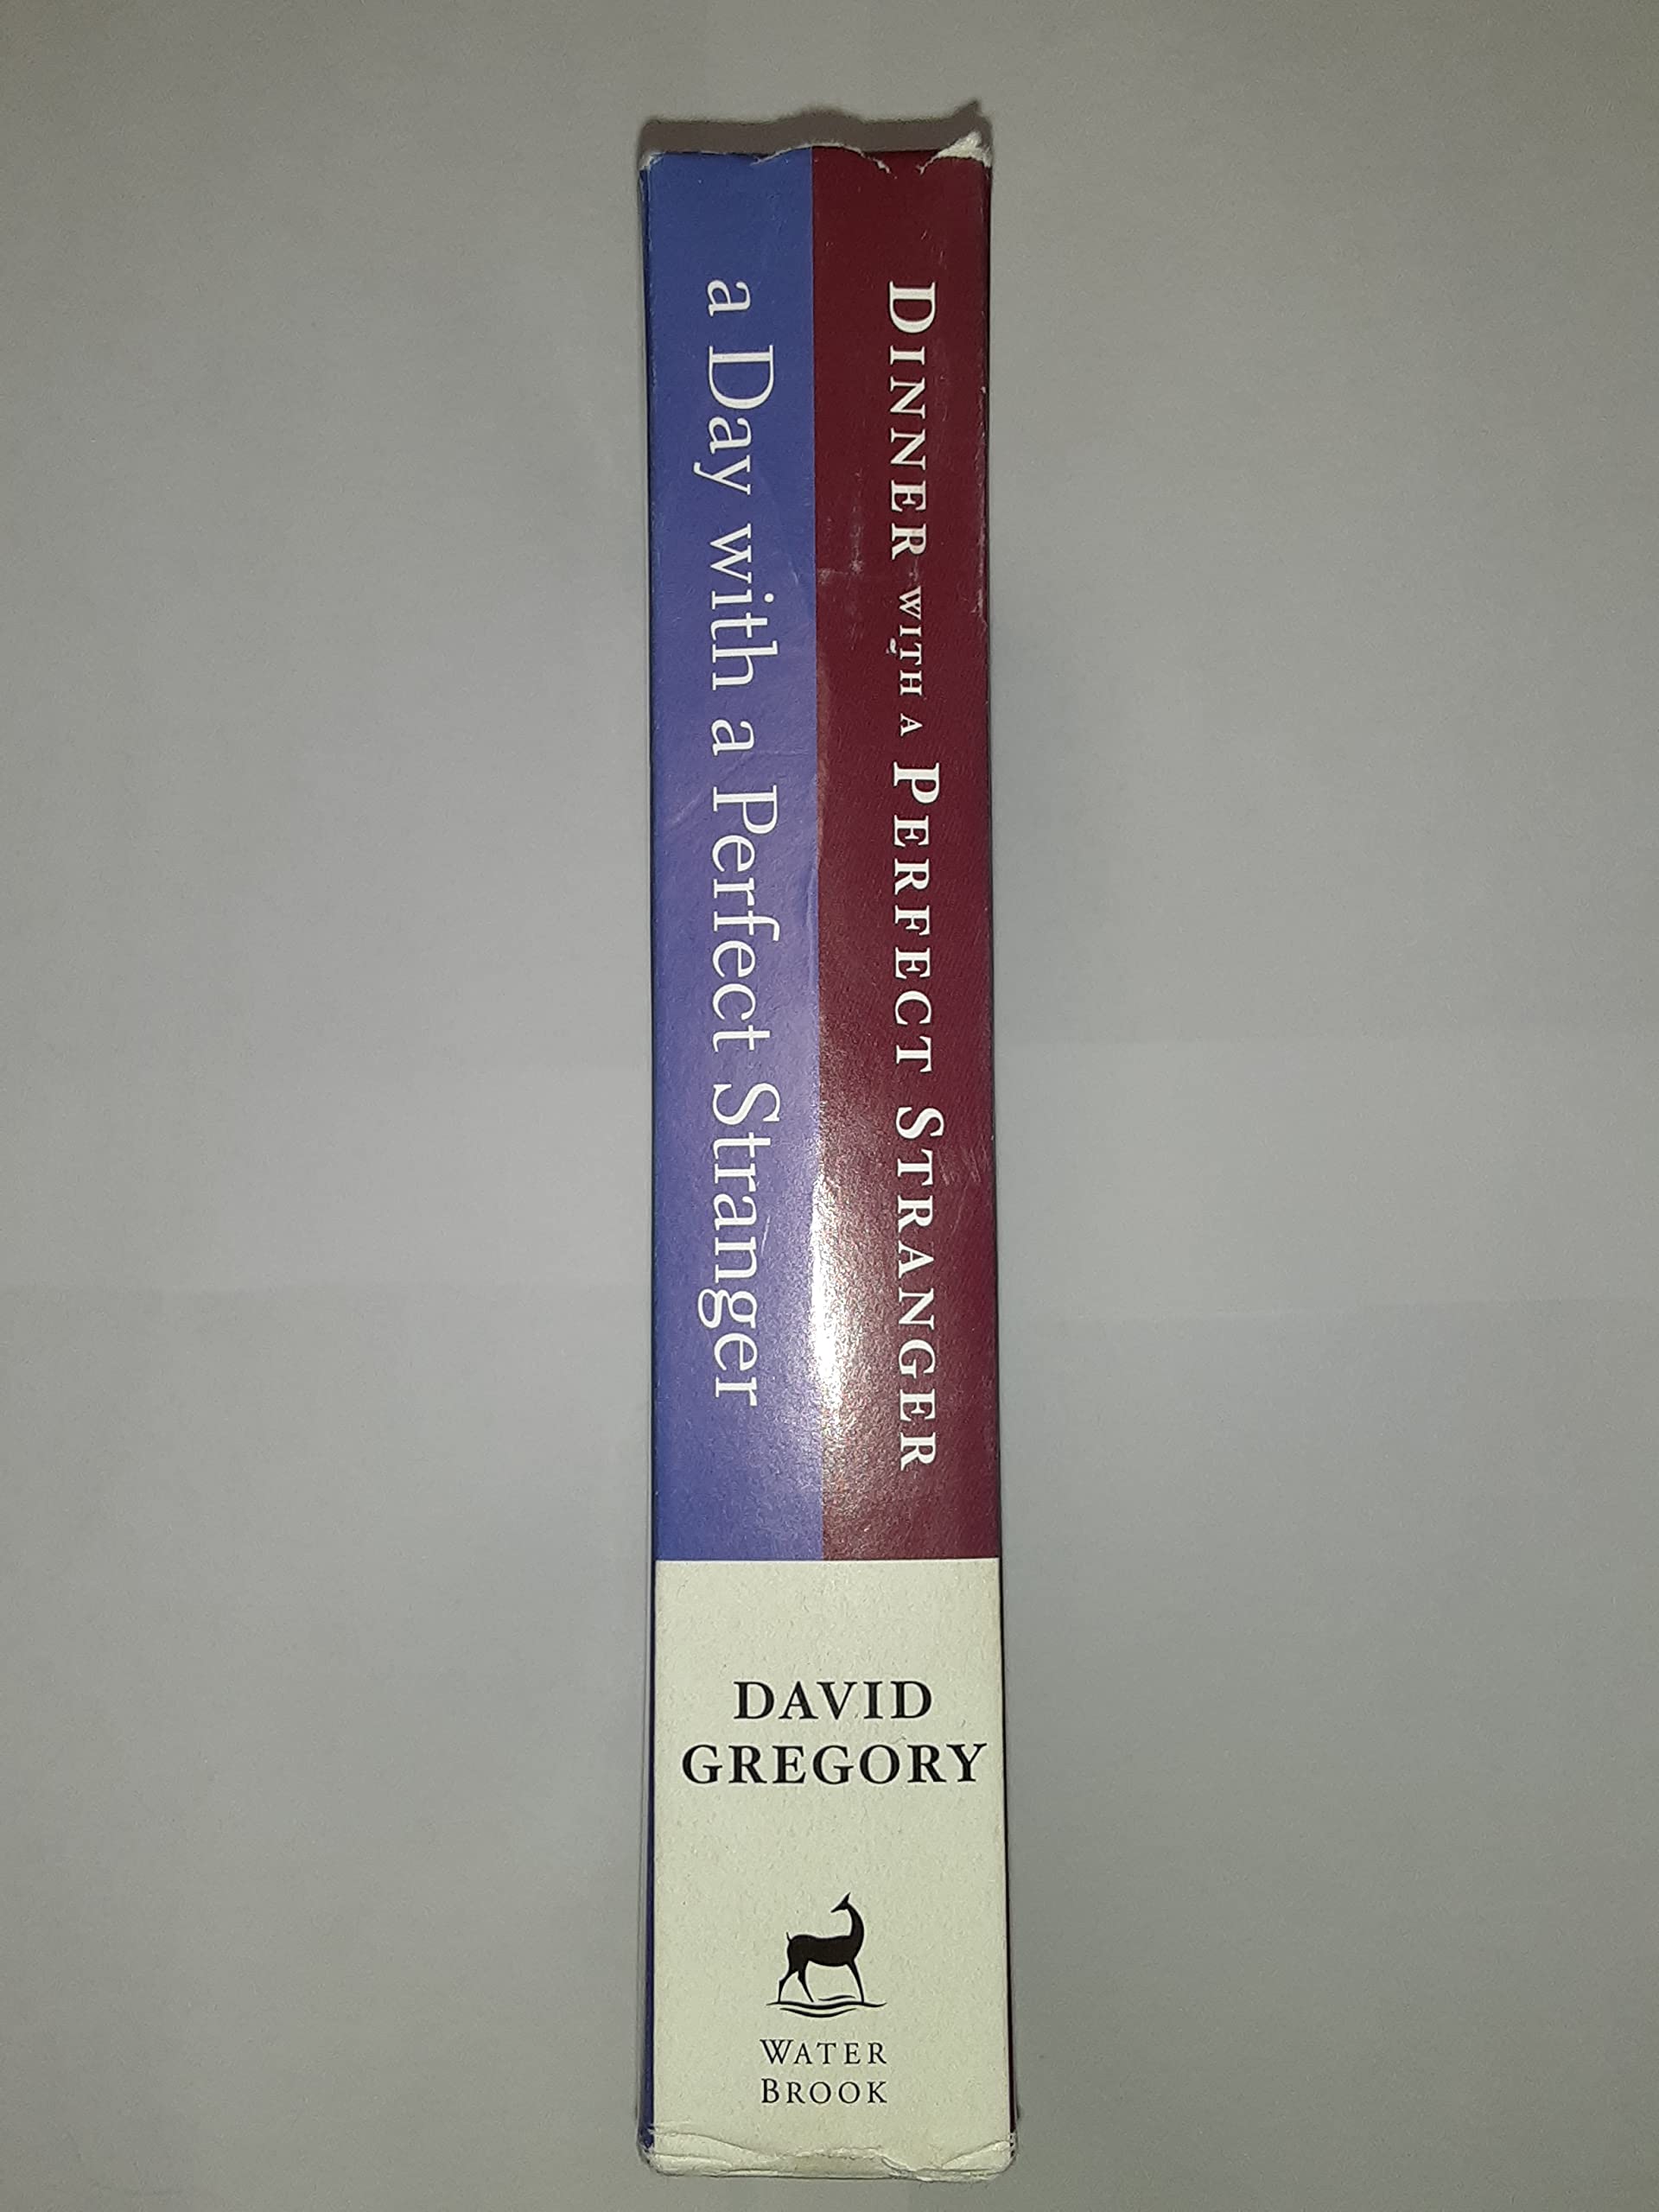 DINNER WITH A PERFECT STRANGER
a Day with a Perfect Stranger
DAVID
GREGORY
WATER
BROOK